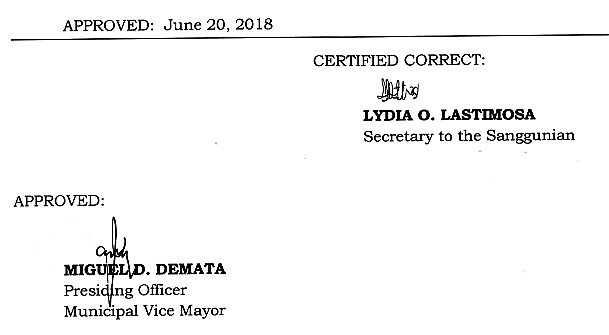 APPROVED: June 20, 2018
CERTIFIED CORRECT:
LYDIA O. LASTIMOSA
Secretary to the Sanggunian
APPROVED:
MIGUEL D. DEMATA
Presiding Officer
Municipal Vice Mayor